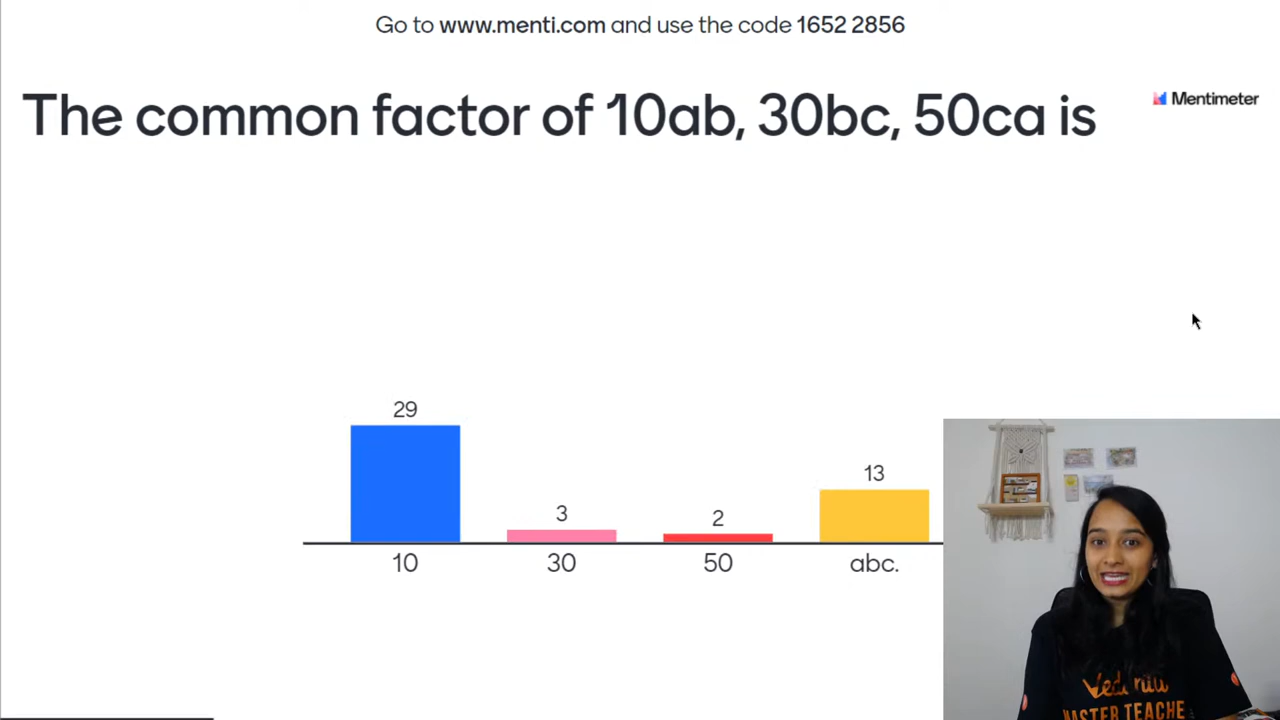 Go to www.menti.com and use the code 1652 2856
The common factor of 10ab, 30bc, 50ca is
Mentimeter
29
3
2
13
10
30
50
abc.
MASTER TEACHE